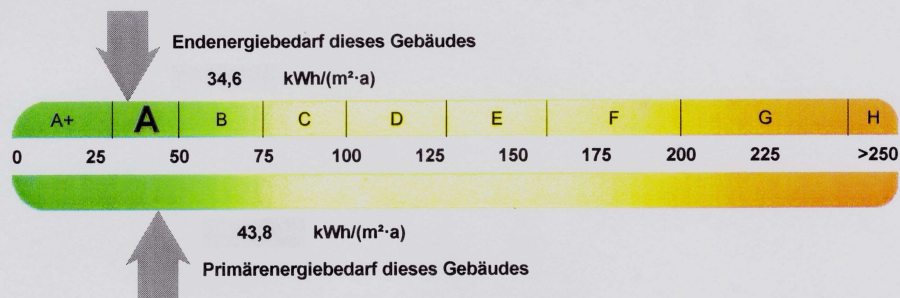 Endenergiebedarf dieses Gebäudes
34,6 kWh/(m²·a)
A+ A B C D E F G H
0 25 50 75 100 125 150 175 200 225 >250
43,8 kWh/(m²·a)
Primärenergiebedarf dieses Gebäudes